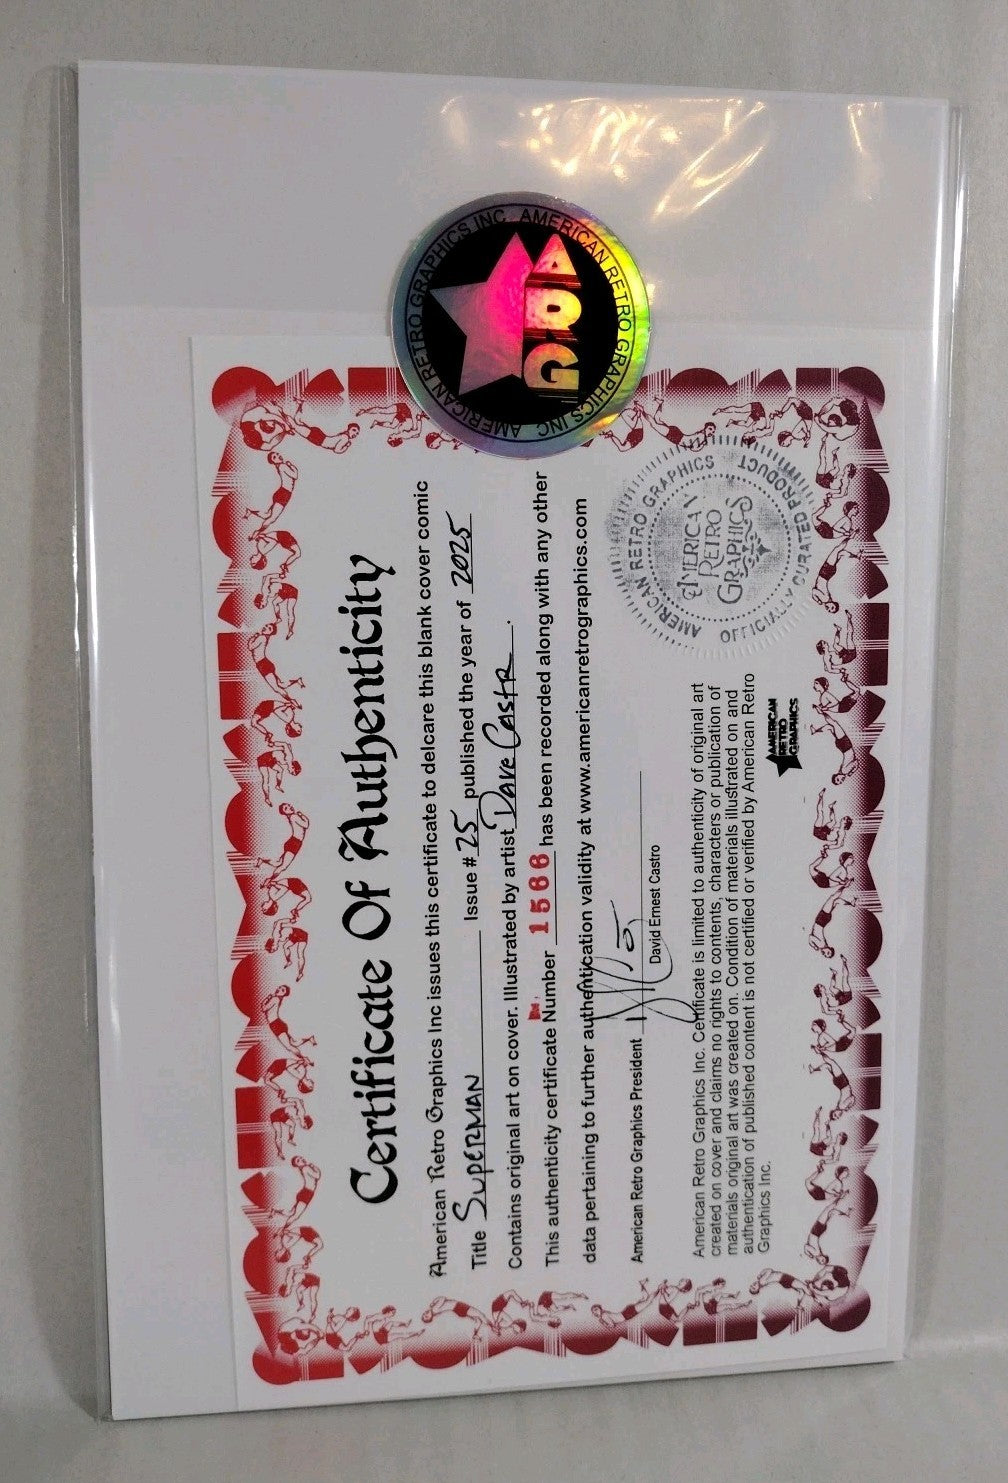 AMERICAN RETRO GRAPHICS INC AMERICAN RETRO GRAPHICS INC
ARG
Certificate Of Authenticity
American Retro Graphics Inc issues this certificate to delcare this blank cover comic
Title SUPERMAN Issue # 25 published the year of 2025
Contains original art on cover. Illustrated by artist Dave Castr.
This authenticity certificate Number 1566 has been recorded along with any other
data pertaining to further authentication validity at www.americanretrographics.com
American Retro Graphics President
David Ernest Castro
American Retro Graphics Inc. Certificate is limited to authenticity of original art
created on cover and claims no rights to contents, characters or publication of
materials original art was created on. Condition of materials illustrated on and
authentication of published content is not certified or verified by American Retro
Graphics Inc.
AMERICAN
RETRO
GRAPHICS
AMERICAN RETRO GRAPHICS
OFFICIALLY CURATED PRODUCT
AMERICAN
RETRO
GRAPHICS